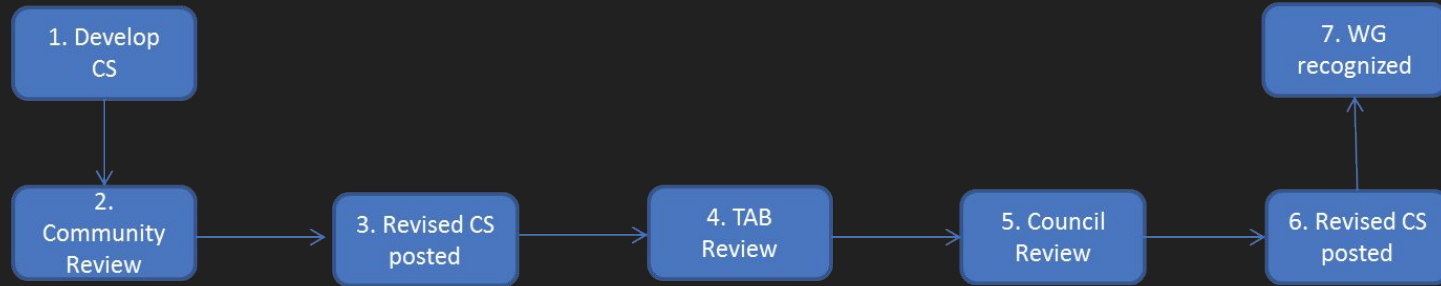 1. Develop
CS
2.
Community
Review
3. Revised CS
posted
4. TAB
Review
5. Council
Review
6. Revised CS
posted
7. WG
recognized